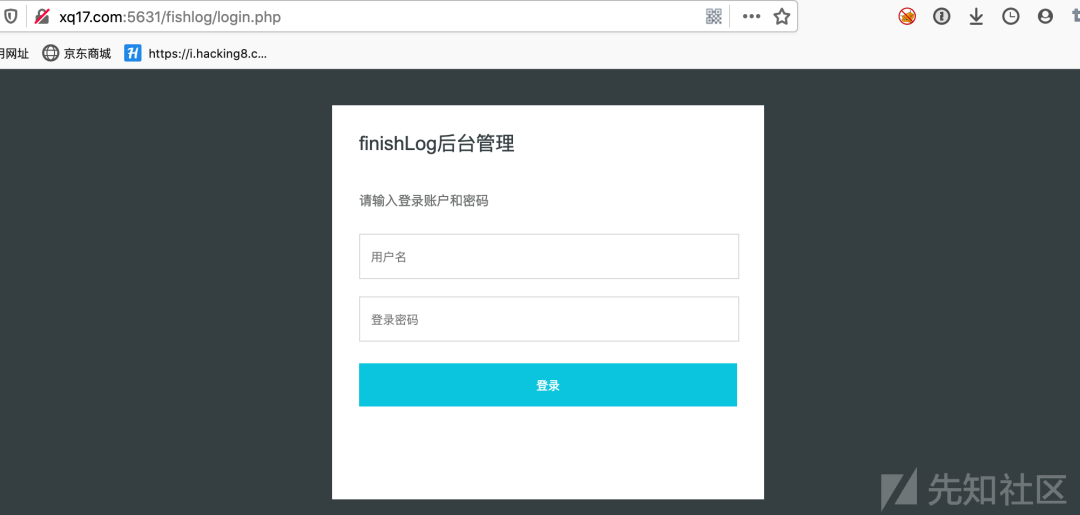 xq17.com:5631/fishlog/login.php
用网址 京东商城 H https://i.hacking8.c...
finishLog后台管理
请输入登录账户和密码
用户名
登录密码
登录
先知社区